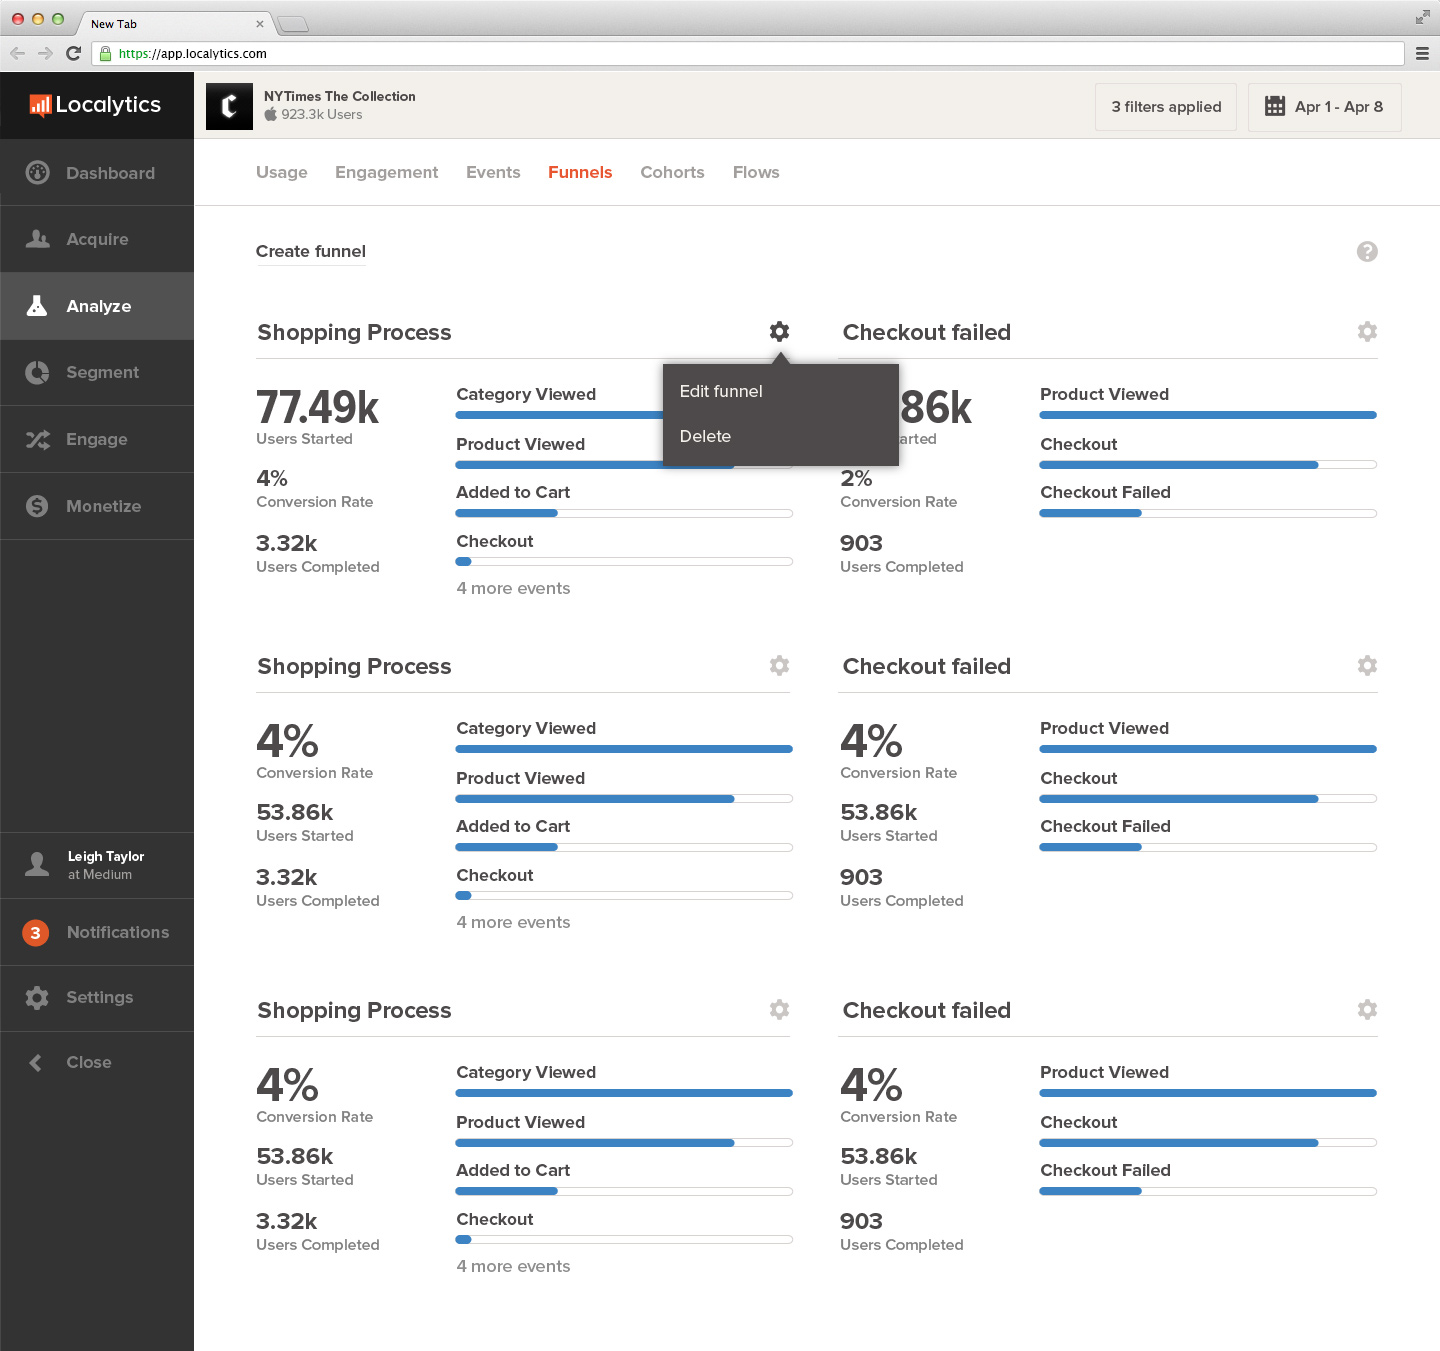 New Tab
https://app.localytics.com
Localytics
NYTimes The Collection
923.3k Users
3 filters applied
Apr 1 - Apr 8
Dashboard
Acquire
Analyze
Segment
Engage
Monetize
Leigh Taylor
at Medium
3
Notifications
Settings
Close
Usage
Engagement
Events
Funnels
Cohorts
Flows
Create funnel
?
Shopping Process
77.49k
Users Started
4%
Conversion Rate
3.32k
Users Completed
Category Viewed
Product Viewed
Added to Cart
Checkout
4 more events
Edit funnel
Delete
Checkout failed
86k
arted
2%
Conversion Rate
903
Users Completed
Product Viewed
Checkout
Checkout Failed
Shopping Process
4%
Conversion Rate
53.86k
Users Started
3.32k
Users Completed
Category Viewed
Product Viewed
Added to Cart
Checkout
4 more events
Checkout failed
4%
Conversion Rate
53.86k
Users Started
903
Users Completed
Product Viewed
Checkout
Checkout Failed
Shopping Process
4%
Conversion Rate
53.86k
Users Started
3.32k
Users Completed
Category Viewed
Product Viewed
Added to Cart
Checkout
4 more events
Checkout failed
4%
Conversion Rate
53.86k
Users Started
903
Users Completed
Product Viewed
Checkout
Checkout Failed